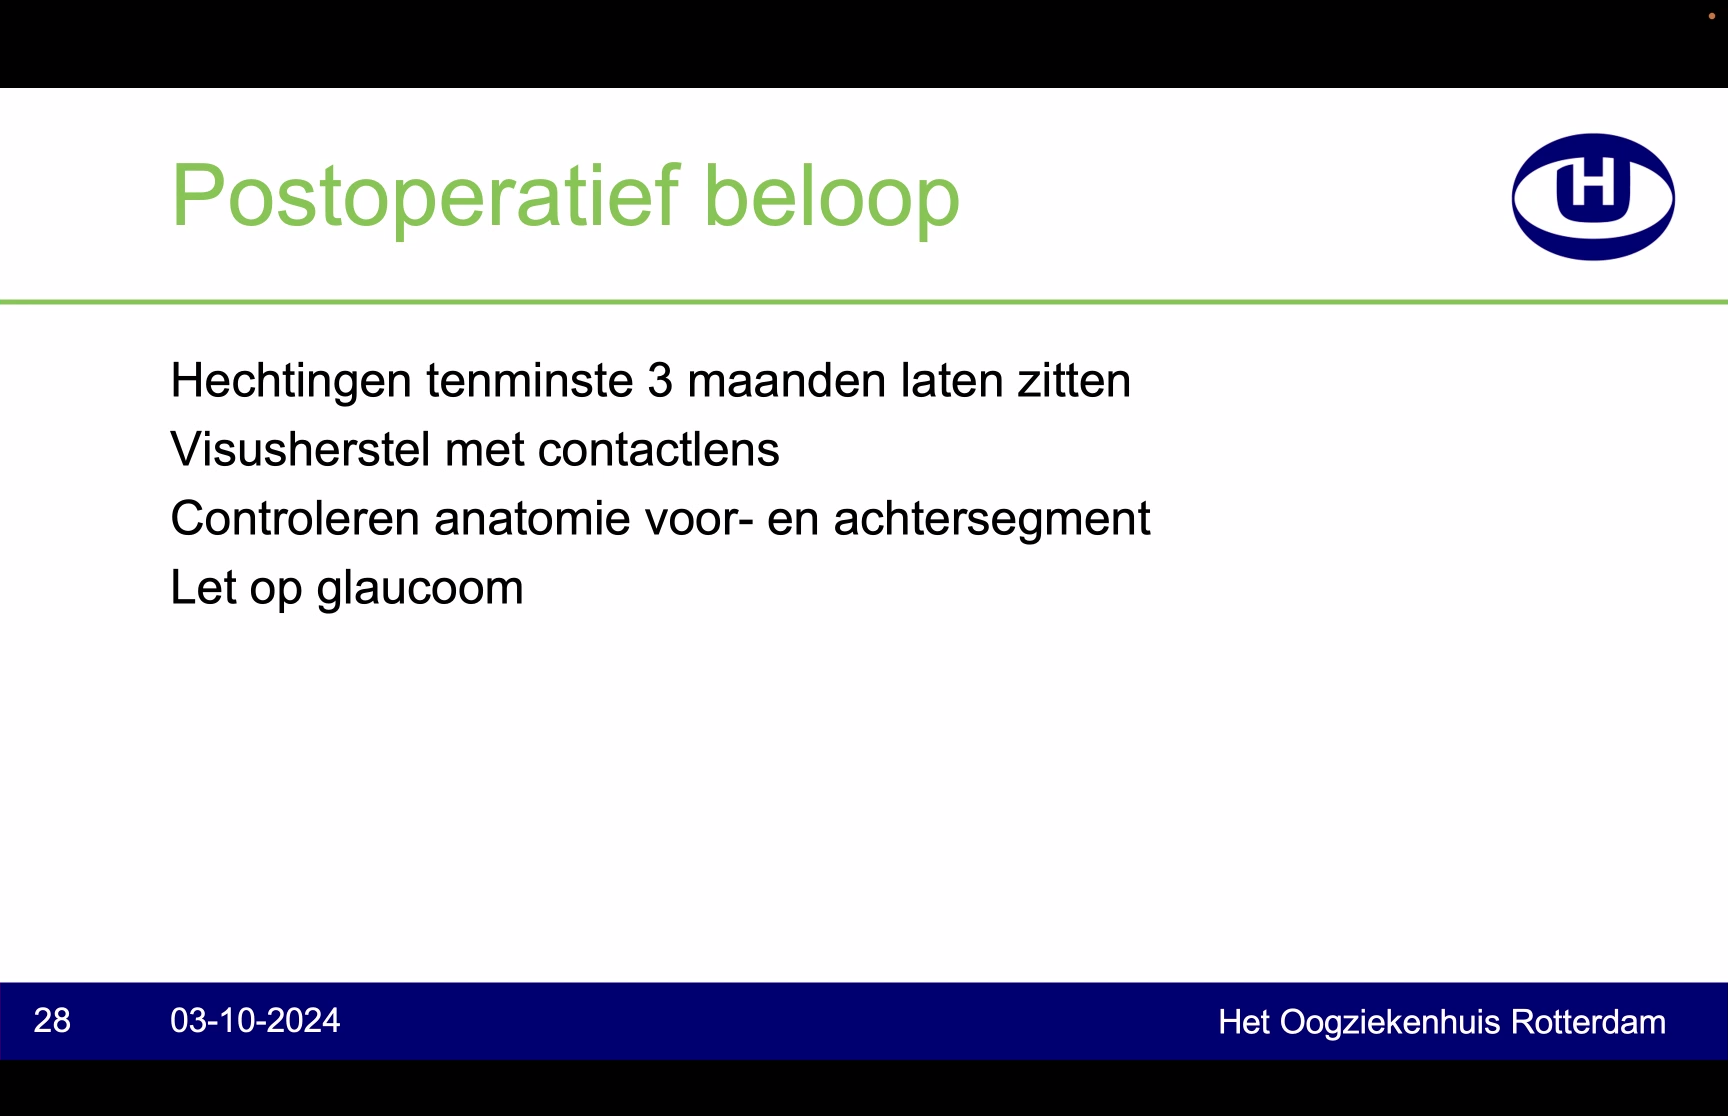 Postoperatief beloop
H
Hechtingen tenminste 3 maanden laten zitten
Visusherstel met contactlens
Controleren anatomie voor- en achtersegment
Let op glaucoom
28 03-10-2024 Het Oogziekenhuis Rotterdam